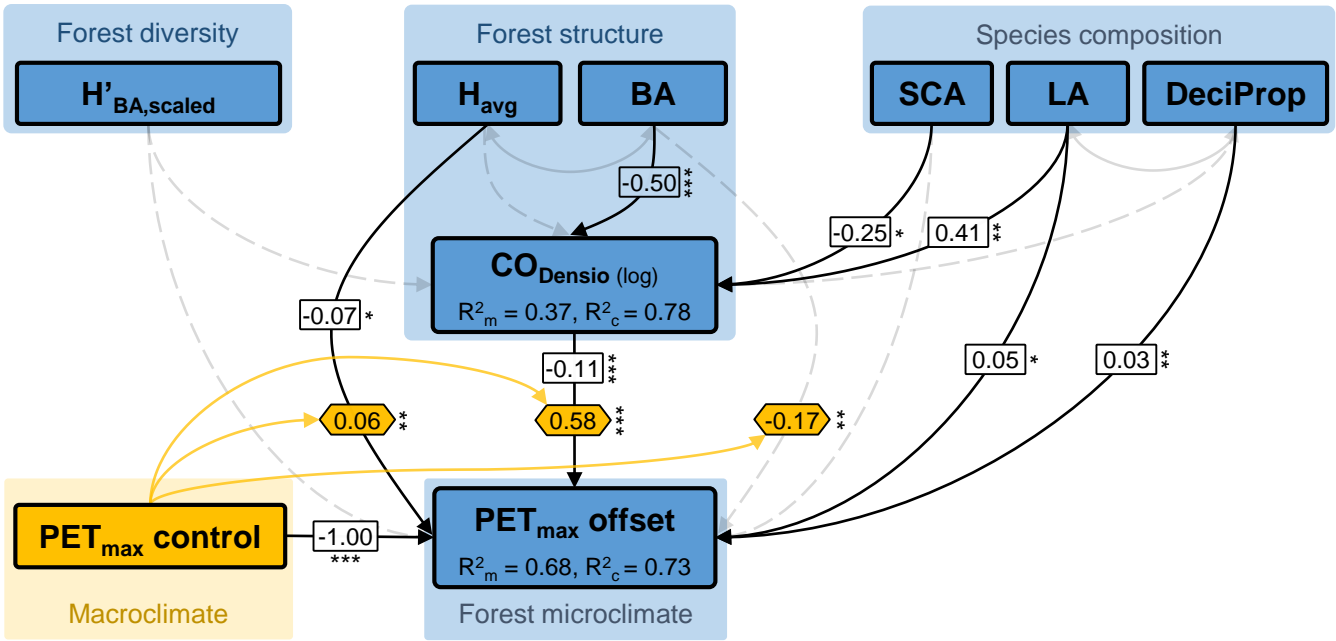 Forest diversity
Forest structure
Species composition
H’BA,scaled
Havg
BA
SCA
LA
DeciProp
-0.50 ***
-0.25 *
0.41 **
CODensio (log)
R²m = 0.37, R²c = 0.78
-0.07 *
-0.11 ***
0.05 *
0.03 **
0.06 **
0.58 ***
-0.17 **
PETmax control
-1.00
***
PETmax offset
R²m = 0.68, R²c = 0.73
Macroclimate
Forest microclimate